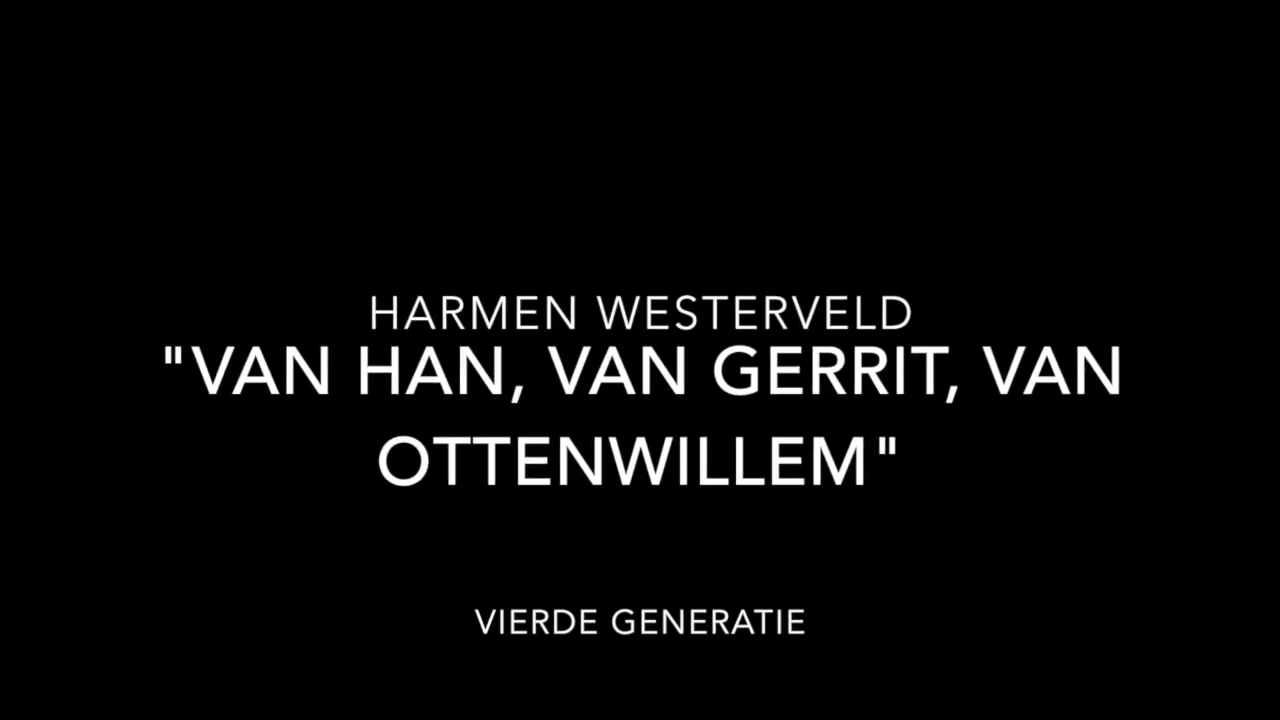 HARMEN WESTERVELD
"VAN HAN, VAN GERRIT, VAN
OTTENWILLEM"
VIERDE GENERATIE